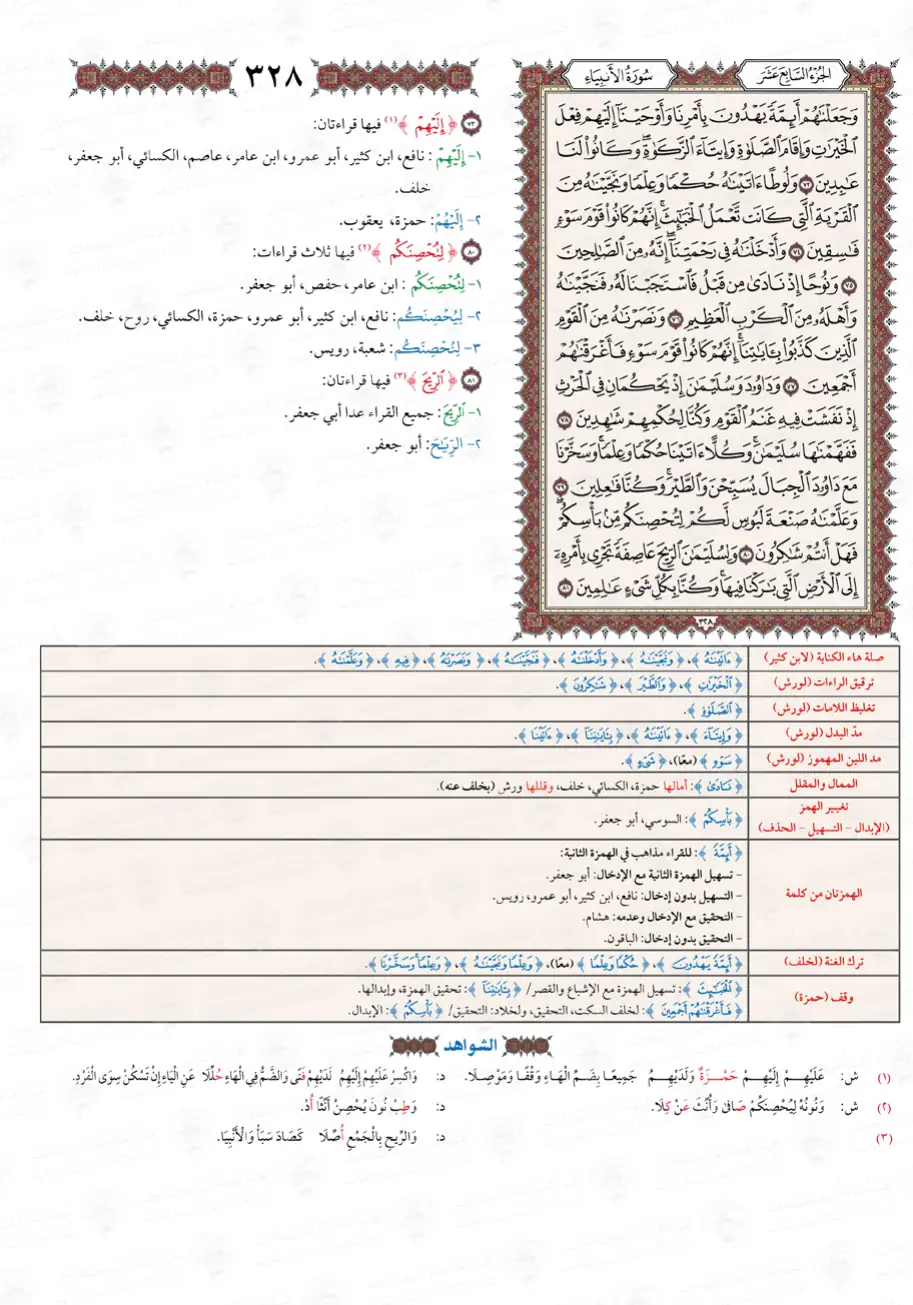 الجزء السابع عشر
سورة الأنبياء
٣٢٨
وَجَعَلْنَٰهُمْ أَئِمَّةً يَهْدُونَ بِأَمْرِنَا وَأَوْحَيْنَآ إِلَيْهِمْ فِعْلَ
ٱلْخَيْرَٰتِ وَإِقَامَ ٱلصَّلَوٰةِ وَإِيتَآءَ ٱلزَّكَوٰةِۖ وَكَانُوا۟ لَنَا
عَٰبِدِينَ ٧٣ وَلُوطًا ءَاتَيْنَٰهُ حُكْمًا وَعِلْمًا وَنَجَّيْنَٰهُ مِنَ
ٱلْقَرْيَةِ ٱلَّتِى كَانَت تَّعْمَلُ ٱلْخَبَٰٓئِثَۚ إِنَّهُمْ كَانُوا۟ قَوْمَ سَوْءٍ
فَٰسِقِينَ ٧٤ وَأَدْخَلْنَٰهُ فِى رَحْمَتِنَآۖ إِنَّهُۥ مِنَ ٱلصَّٰلِحِينَ
٧٥ وَنُوحًا إِذْ نَادَىٰ مِن قَبْلُ فَٱسْتَجَبْنَا لَهُۥ فَنَجَّيْنَٰهُ
وَأَهْلَهُۥ مِنَ ٱلْكَرْبِ ٱلْعَظِيمِ ٧٦ وَنَصَرْنَٰهُ مِنَ ٱلْقَوْمِ
ٱلَّذِينَ كَذَّبُوا۟ بِـَٔايَٰتِنَآۚ إِنَّهُمْ كَانُوا۟ قَوْمَ سَوْءٍ فَأَغْرَقْنَٰهُمْ
أَجْمَعِينَ ٧٧ وَدَاوُۥدَ وَسُلَيْمَٰنَ إِذْ يَحْكُمَانِ فِى ٱلْحَرْثِ
إِذْ نَفَشَتْ فِيهِ غَنَمُ ٱلْقَوْمِ وَكُنَّا لِحُكْمِهِمْ شَٰهِدِينَ ٧٨
فَفَهَّمْنَٰهَا سُلَيْمَٰنَۚ وَكُلًّا ءَاتَيْنَا حُكْمًا وَعِلْمًاۚ وَسَخَّرْنَا
مَعَ دَاوُۥدَ ٱلْجِبَالَ يُسَبِّحْنَ وَٱلطَّيْرَۚ وَكُنَّا فَٰعِلِينَ ٧٩
وَعَلَّمْنَٰهُ صَنْعَةَ لَبُوسٍ لَّكُمْ لِتُحْصِنَكُم مِّنۢ بَأْسِكُمْۖ
فَهَلْ أَنتُمْ شَٰكِرُونَ ٨٠ وَلِسُلَيْمَٰنَ ٱلرِّيحَ عَاصِفَةً تَجْرِى بِأَمْرِهِۦٓ
إِلَى ٱلْأَرْضِ ٱلَّتِى بَٰرَكْنَا فِيهَاۚ وَكُنَّا بِكُلِّ شَىْءٍ عَٰلِمِينَ ٨١
٣٢٨
٧٣ ﴿ إِلَيْهِمْ ﴾(١) فيها قراءتان:
١- إِلَيْهِمْ : نافع، ابن كثير، أبو عمرو، ابن عامر، عاصم، الكسائي، أبو جعفر،
خلف.
٢- إِلَيْهُمْ: حمزة، يعقوب.
٨٠ ﴿ لِتُحْصِنَكُم ﴾(٢) فيها ثلاث قراءات:
١- لِتُحْصِنَكُم : ابن عامر، حفص، أبو جعفر.
٢- لِيُحْصِنَكُم: نافع، ابن كثير، أبو عمرو، حمزة، الكسائي، روح، خلف.
٣- لِنُحْصِنَكُم: شعبة، رويس.
٨١ ﴿ ٱلرِّيحَ ﴾(٣) فيها قراءتان:
١- ٱلرِّيحَ: جميع القراء عدا أبي جعفر.
٢- الرِّيَٰحَ: أبو جعفر.
صلة هاء الكناية (لابن كثير) ﴿ ءَاتَيْنَٰهُ ﴾، ﴿ وَنَجَّيْنَٰهُ ﴾، ﴿ وَأَدْخَلْنَٰهُ ﴾، ﴿ فَنَجَّيْنَٰهُ ﴾، ﴿ وَنَصَرْنَٰهُ ﴾، ﴿ فِيهِ ﴾، ﴿ وَعَلَّمْنَٰهُ ﴾.
ترقيق الراءات (لورش) ﴿ ٱلْخَيْرَٰتِ ﴾، ﴿ وَٱلطَّيْرَ ﴾، ﴿ شَٰكِرُونَ ﴾.
تغليظ اللامات (لورش) ﴿ ٱلصَّلَوٰةِ ﴾.
مدّ البدل (لورش) ﴿ وَإِيتَآءَ ﴾، ﴿ ءَاتَيْنَٰهُ ﴾، ﴿ بِـَٔايَٰتِنَآ ﴾، ﴿ ءَاتَيْنَا ﴾.
مد اللين المهموز (لورش) ﴿ سَوْءٍ ﴾ (معًا)، ﴿ شَىْءٍ ﴾.
الممال والمقلل ﴿ نَادَىٰ ﴾: أمالها حمزة، الكسائي، خلف، وقللها ورش (بخلف عنه).
تغيير الهمز
(الإبدال - التسهيل - الحذف) ﴿ بَأْسِكُمْ ﴾: السوسي، أبو جعفر.
الهمزتان من كلمة
﴿ أَئِمَّةً ﴾: للقراء مذاهب في الهمزة الثانية:
- تسهيل الهمزة الثانية مع الإدخال: أبو جعفر.
- التسهيل بدون إدخال: نافع، ابن كثير، أبو عمرو، رويس.
- التحقيق مع الإدخال وعدمه: هشام.
- التحقيق بدون إدخال: الباقون.
ترك الغنة (لخلف) ﴿ أَئِمَّةً يَهْدُونَ ﴾، ﴿ حُكْمًا وَعِلْمًا ﴾ (معًا)، ﴿ وَعِلْمًا وَنَجَّيْنَٰهُ ﴾، ﴿ وَعِلْمًا وَسَخَّرْنَا ﴾.
وقف (حمزة)
﴿ ٱلْخَبَٰٓئِثَ ﴾: تسهيل الهمزة مع الإشباع والقصر/ ﴿ بِـَٔايَٰتِنَآ ﴾: تحقيق الهمزة، وإبدالها.
﴿ فَأَغْرَقْنَٰهُمْ أَجْمَعِينَ ﴾: لخلف السكت، التحقيق، ولخلاد: التحقيق/ ﴿ بَأْسِكُمْ ﴾: الإبدال.
الشواهد
(١) ش: عَلَيْهِمْ إِلَيْهِمْ حَمْزَةٌ وَلَدَيْهِمُ جَمِيعًا بِضَمِّ الْهَاءِ وَقْفًا وَمَوْصِلَا. د: وَاكْسِرْ عَلَيْهِمْ إِلَيْهِمُ لَدَيْهِمْ فَتًى وَالضَّمُّ فِي الْهَاءِ حُلِّلَا عَنِ الْيَاءِ إِنْ تَسْكُنْ سِوَى الْفَرْدِ.
(٢) ش: وَنُونُهُ لِيُحْصِنَكُمْ صَافَى وَأُنِّثَ عَنْ كِلَا. د: وَطِبْ نُونَ يُحْصِنْ أَنِّثًا أُدْ.
(٣) د: وَالرِّيحِ بِالْجَمْعِ أُصِّلَا كَصَادَ سَبَأْ وَالْأَنْبِيَا.